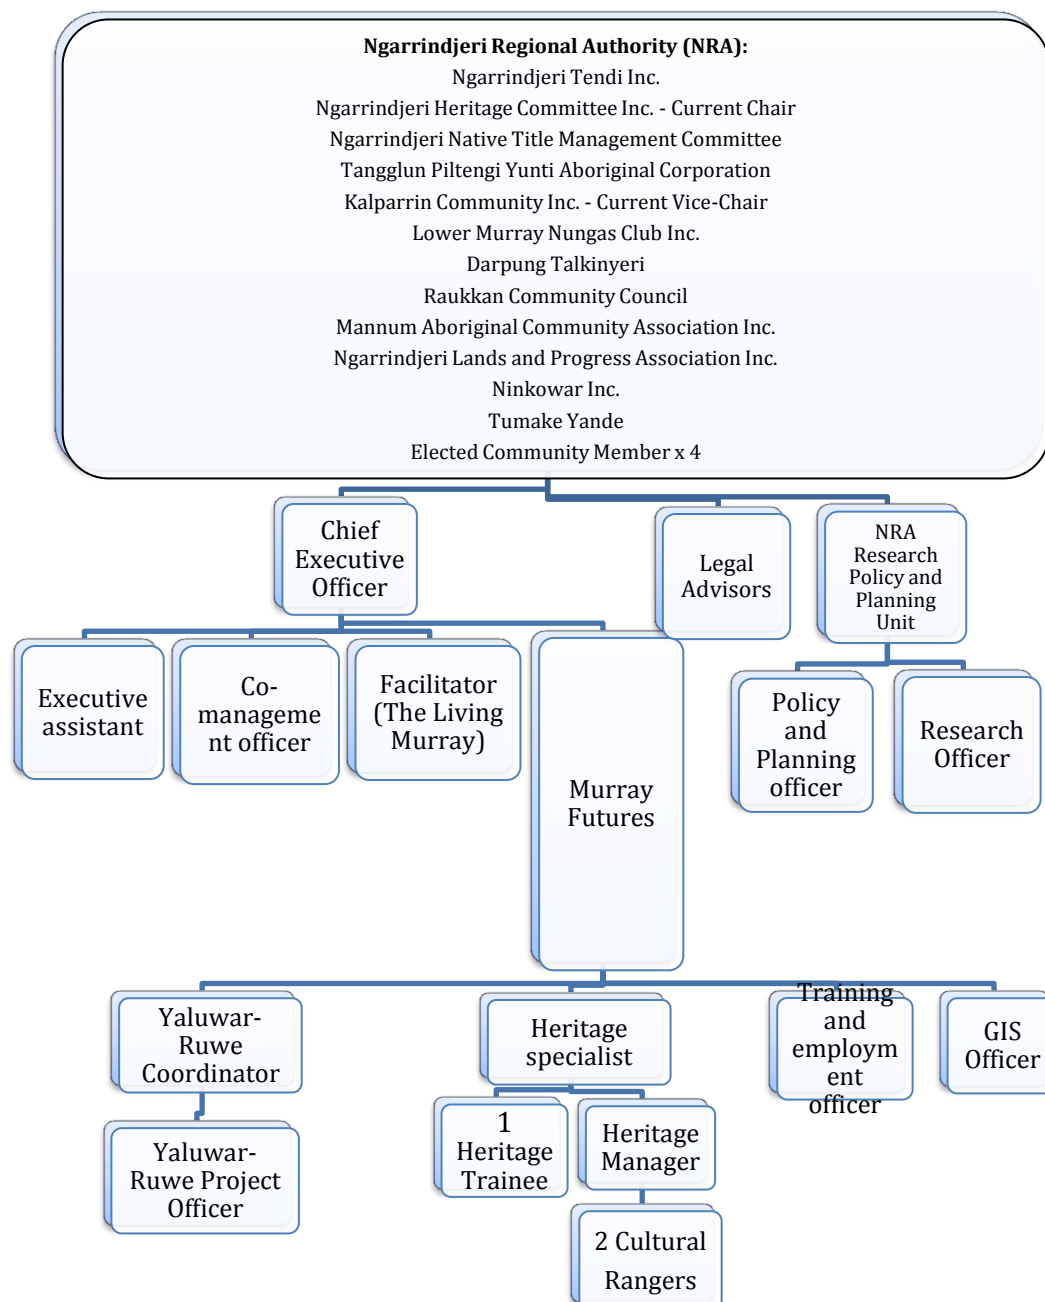 Ngarrindjeri Regional Authority (NRA):
Ngarrindjeri Tendi Inc.
Ngarrindjeri Heritage Committee Inc. - Current Chair
Ngarrindjeri Native Title Management Committee
Tangglun Piltengi Yunti Aboriginal Corporation
Kalparrin Community Inc. - Current Vice-Chair
Lower Murray Nungas Club Inc.
Darpung Talkinyeri
Raukkan Community Council
Mannum Aboriginal Community Association Inc.
Ngarrindjeri Lands and Progress Association Inc.
Ninkowar Inc.
Tumake Yande
Elected Community Member x 4
Chief
Executive
Officer
Legal
Advisors
NRA
Research
Policy and
Planning
Unit
Executive
assistant
Co-
manageme
nt officer
Facilitator
(The Living
Murray)
Murray
Futures
Policy
and
Planning
officer
Research
Officer
Yaluwar-
Ruwe
Coordinator
Heritage
specialist
Training
and
employm
ent
officer
GIS
Officer
Yaluwar-
Ruwe Project
Officer
1
Heritage
Trainee
Heritage
Manager
2 Cultural
Rangers